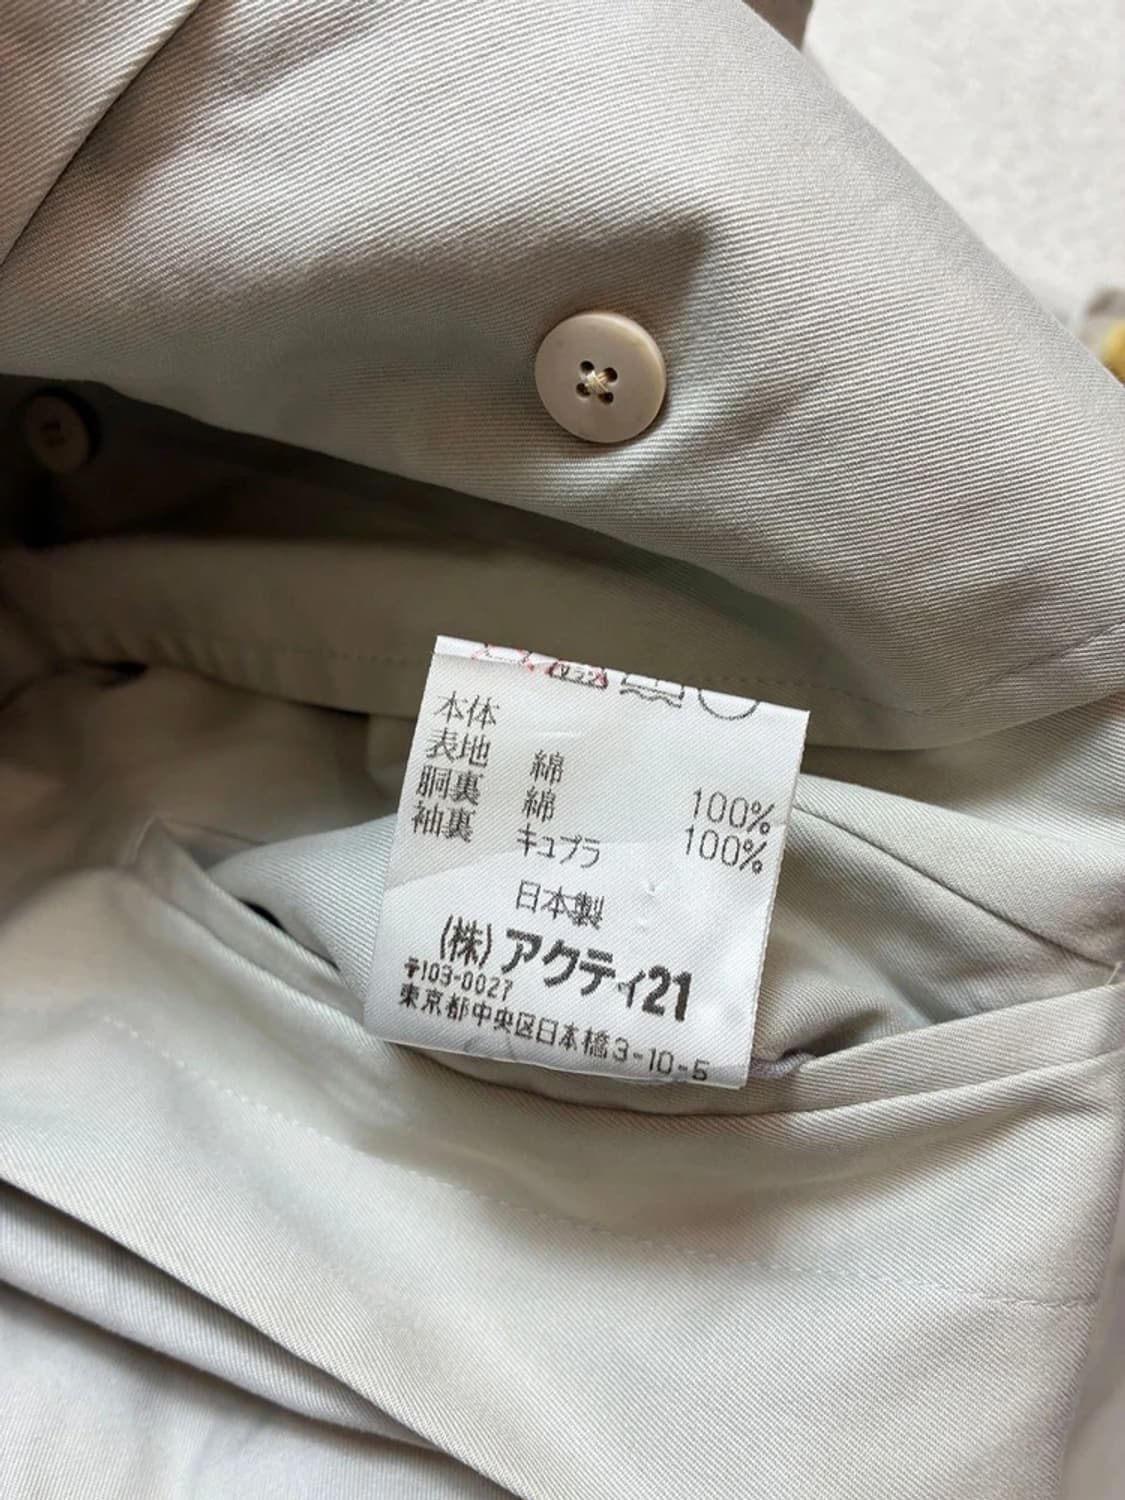 本体
表地 綿 100%
胴裏 綿 100%
袖裏 キュプラ
日本製
(株)アクティ21
〒103-0027
東京都中央区日本橋3-10-5